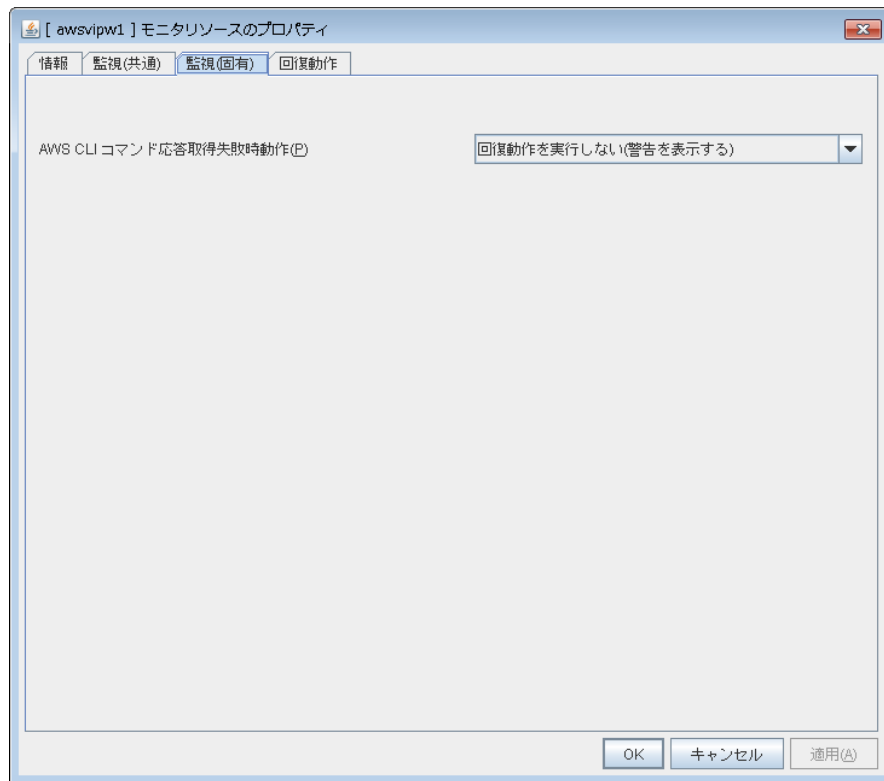 [ awsvipw1 ] モニタリソースのプロパティ
情報 監視(共通) 監視(固有) 回復動作
AWS CLI コマンド応答取得失敗時動作(P) 回復動作を実行しない(警告を表示する)
OK キャンセル 適用(A)